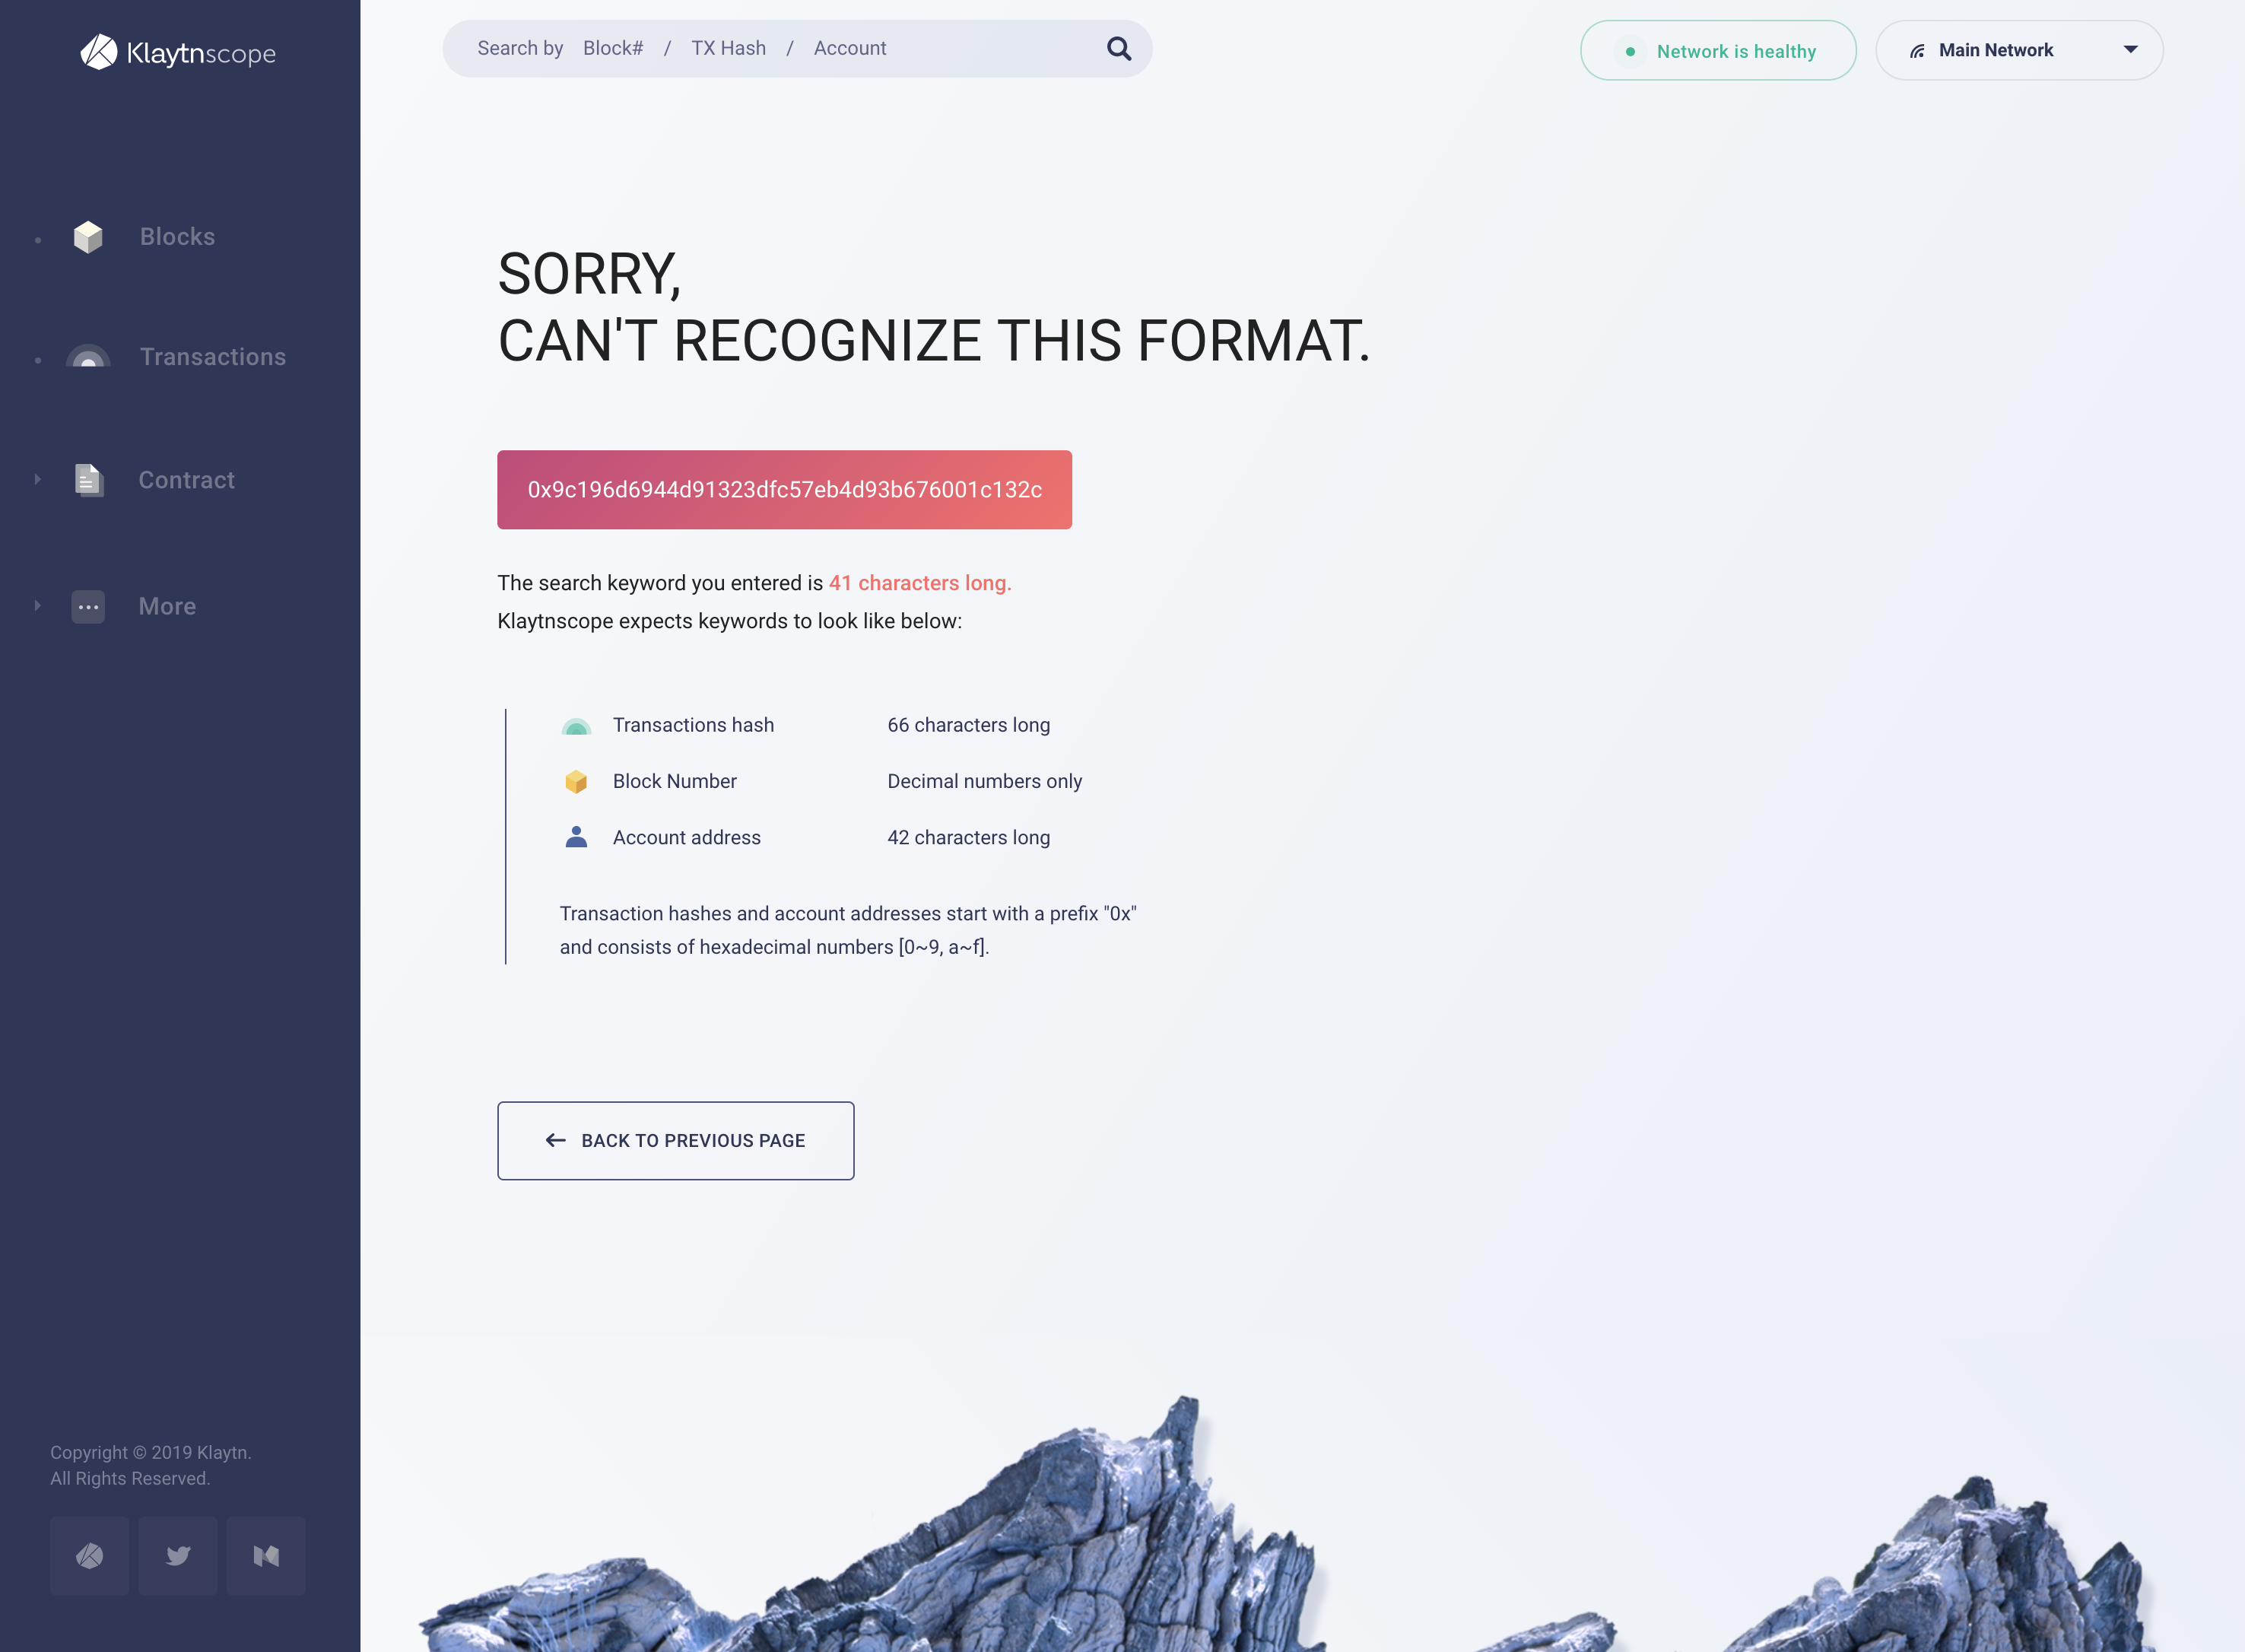 Klaytnscope
Search by Block# / TX Hash / Account
Network is healthy
Main Network
Blocks
Transactions
Contract
More
SORRY,
CAN'T RECOGNIZE THIS FORMAT.
0x9c196d6944d91323dfc57eb4d93b676001c132c
The search keyword you entered is 41 characters long.
Klaytnscope expects keywords to look like below:
Transactions hash 66 characters long
Block Number Decimal numbers only
Account address 42 characters long
Transaction hashes and account addresses start with a prefix "0x"
and consists of hexadecimal numbers [0~9, a~f].
BACK TO PREVIOUS PAGE
Copyright © 2019 Klaytn.
All Rights Reserved.